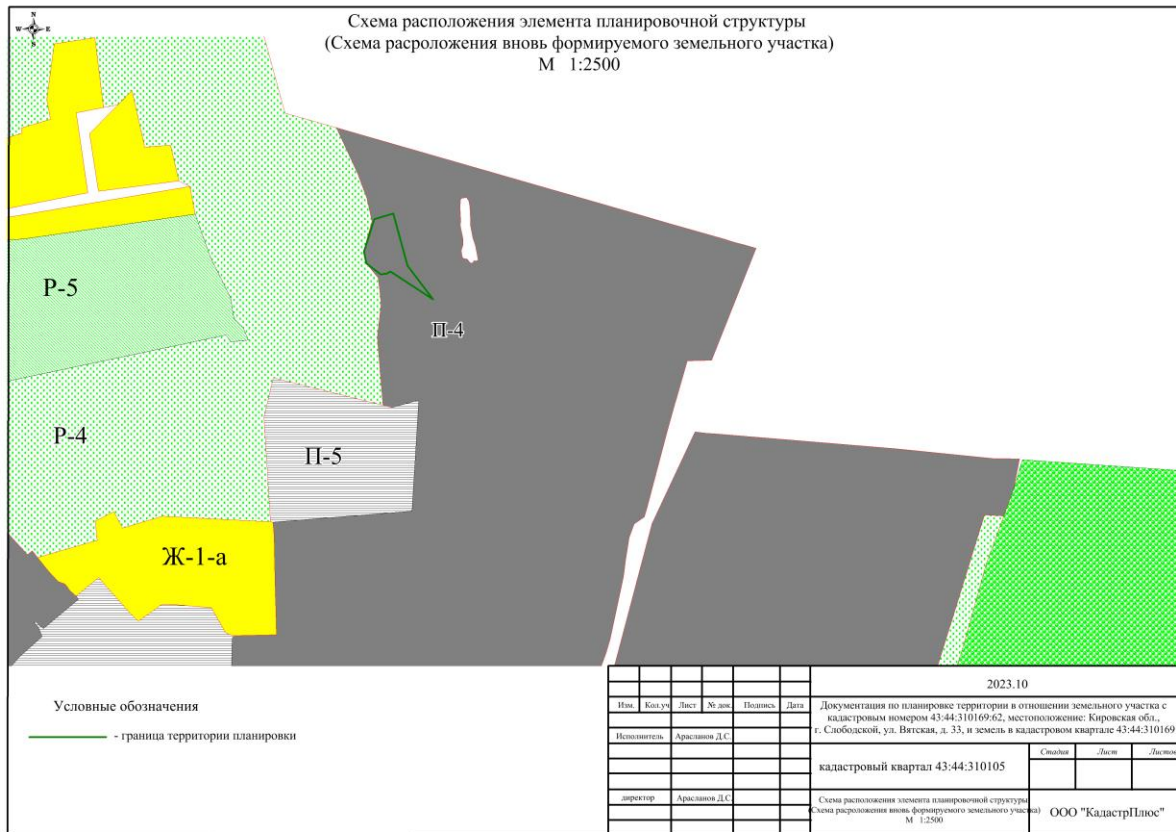 N
W E
S
Схема расположения элемента планировочной структуры
(Схема расроложения вновь формируемого земельного участка)
М 1:2500
Р-5
П-4
Р-4
П-5
Ж-1-а
Условные обозначения
- граница территории планировки
2023.10
Изм. Кол.уч Лист № док. Подпись Дата
Документация по планировке территории в отношении земельного участка с
кадастровым номером 43:44:310169:62, местоположение: Кировская обл.,
г. Слободской, ул. Вятская, д. 33, и земель в кадастровом квартале 43:44:310169
Исполнитель Арасланов Д.С.
кадастровый квартал 43:44:310105
Стадия Лист Листов
директор Арасланов Д.С.
Схема расположения элемента планировочной структуры
(Схема расположения вновь формируемого земельного участка)
М 1:2500
ООО "КадастрПлюс"